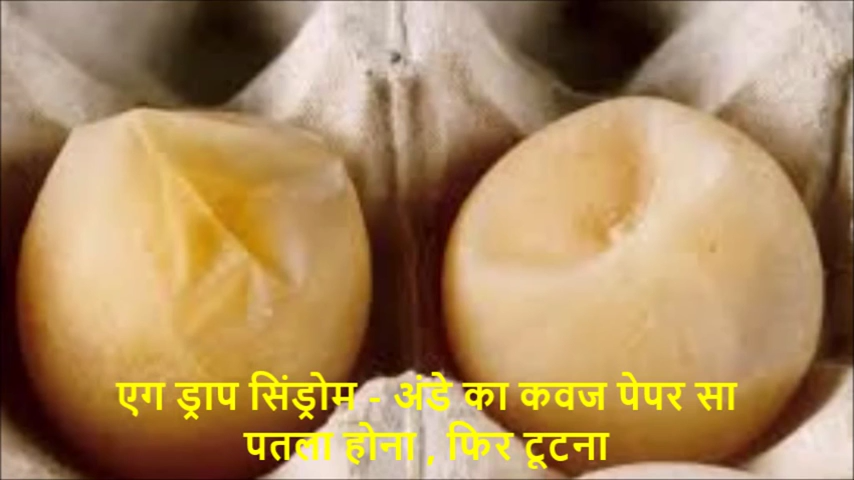 एग ड्राप सिंड्रोम - अंडे का कवज पेपर सा
पतला होना , फिर टूटना